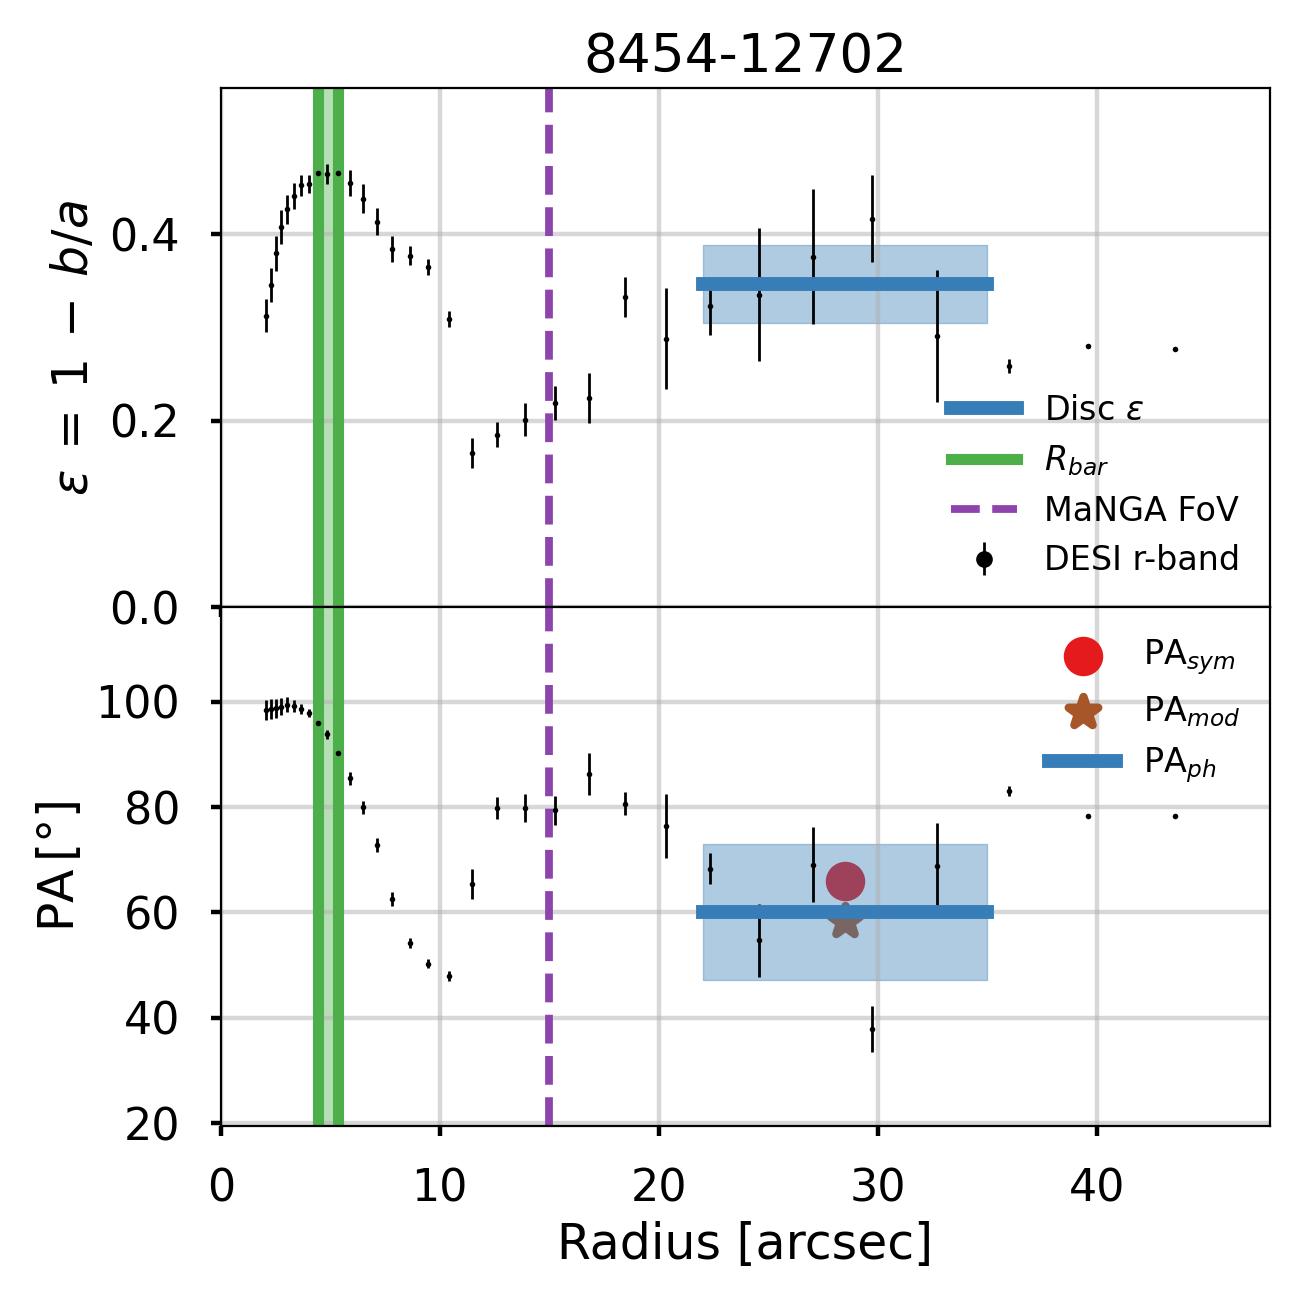 8454-12702
ε = 1 − b/a
0.4
0.2
0.0
Disc ε
R_bar
MaNGA FoV
DESI r-band
PA [°]
100
80
60
40
20
PA_sym
PA_mod
PA_ph
0 10 20 30 40
Radius [arcsec]